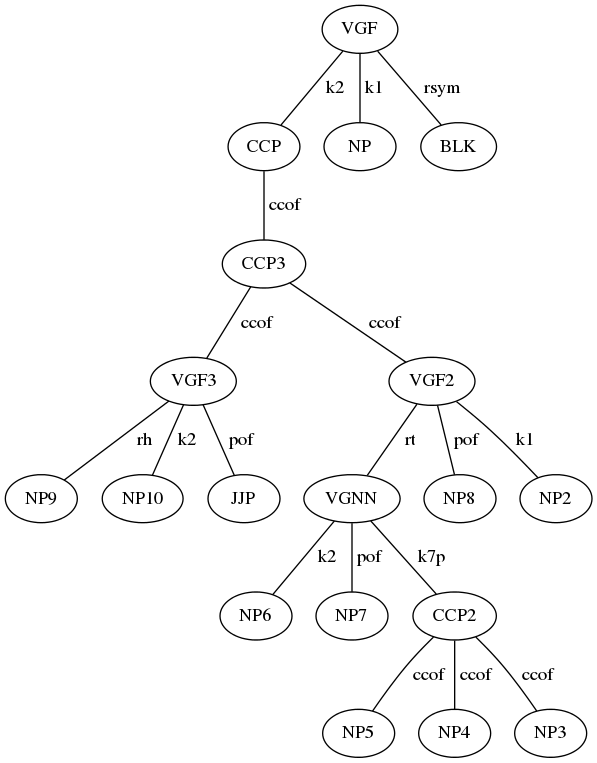 VGF
k2 k1 rsym
CCP NP BLK
ccof
CCP3
ccof ccof
VGF3 VGF2
rh k2 pof rt pof k1
NP9 NP10 JJP VGNN NP8 NP2
k2 pof k7p
NP6 NP7 CCP2
ccof ccof ccof
NP5 NP4 NP3